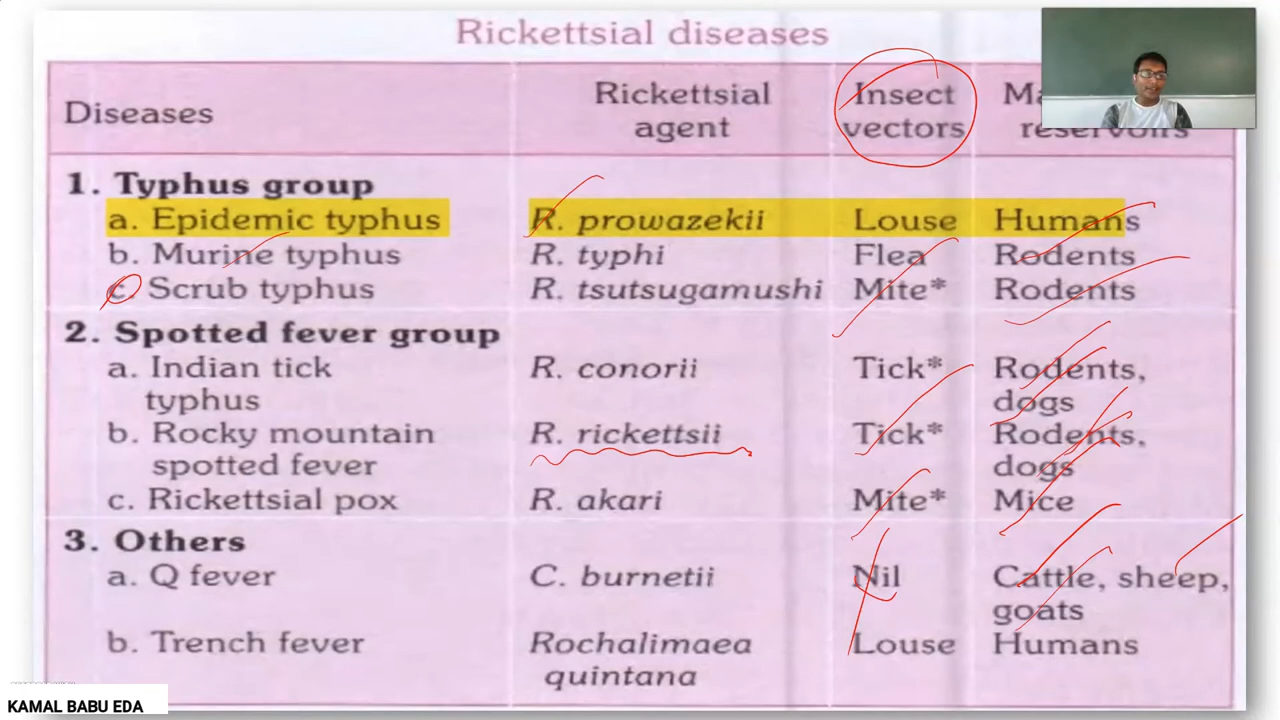 Rickettsial diseases
Diseases Rickettsial agent Insect vectors Ma reservoirs
1. Typhus group
a. Epidemic typhus R. prowazekii Louse Humans
b. Murine typhus R. typhi Flea Rodents
c. Scrub typhus R. tsutsugamushi Mite* Rodents
2. Spotted fever group
a. Indian tick R. conorii Tick* Rodents,
typhus dogs
b. Rocky mountain R. rickettsii Tick* Rodents,
spotted fever dogs
c. Rickettsial pox R. akari Mite* Mice
3. Others
a. Q fever C. burnetii Nil Cattle, sheep,
goats
b. Trench fever Rochalimaea Louse Humans
quintana
KAMAL BABU EDA